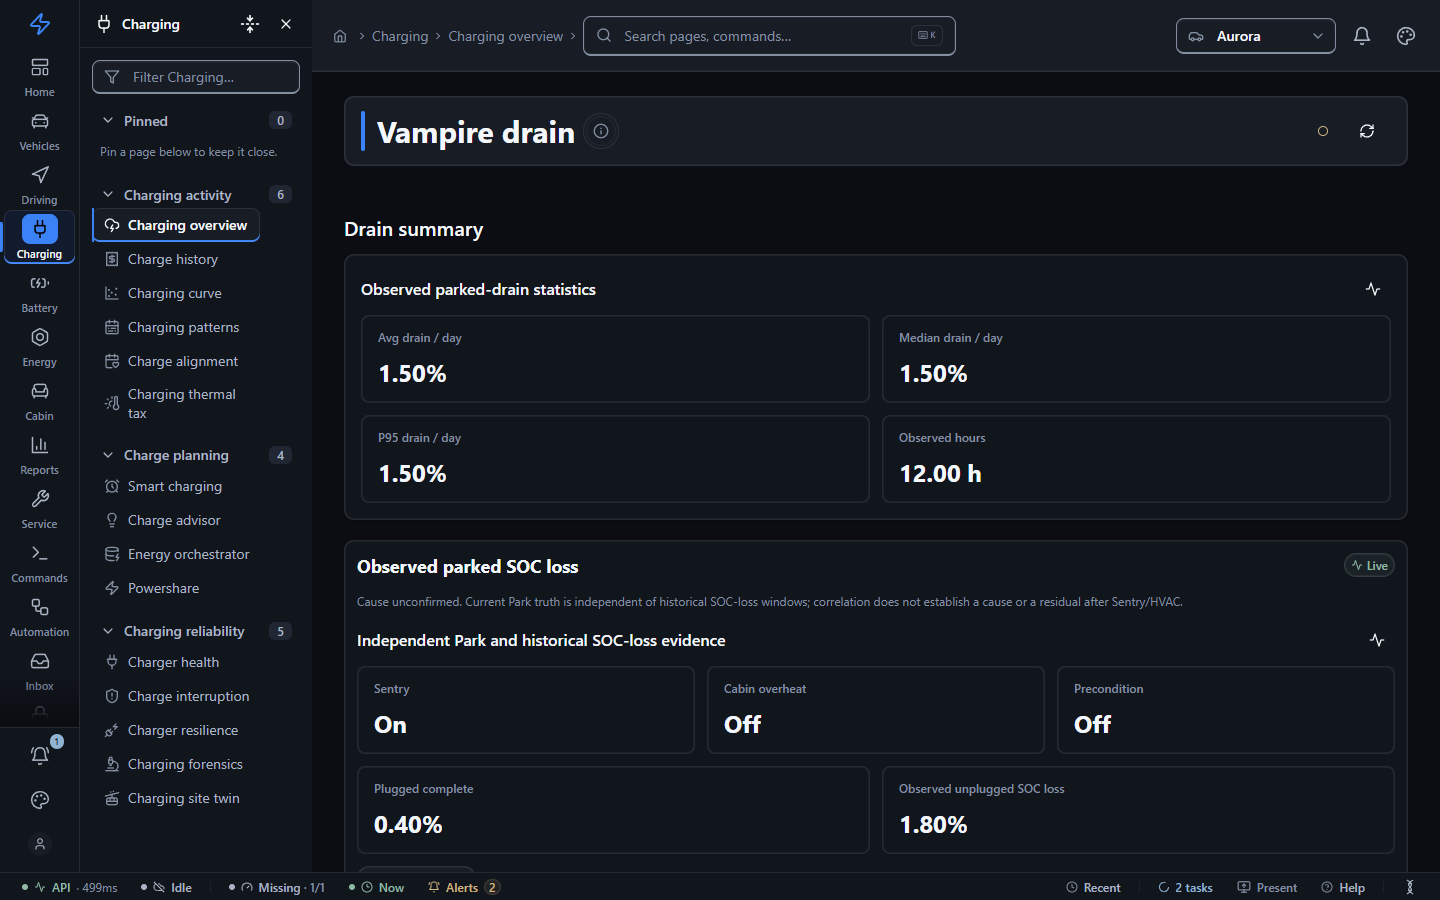 Home
Vehicles
Driving
Charging
Battery
Energy
Cabin
Reports
Service
Commands
Automation
Inbox
1
Charging
Filter Charging...
Pinned 0
Pin a page below to keep it close.
Charging activity 6
Charging overview
Charge history
Charging curve
Charging patterns
Charge alignment
Charging thermal
tax
Charge planning 4
Smart charging
Charge advisor
Energy orchestrator
Powershare
Charging reliability 5
Charger health
Charge interruption
Charger resilience
Charging forensics
Charging site twin
Charging Charging overview Search pages, commands... K Aurora
Vampire drain
Drain summary
Observed parked-drain statistics
Avg drain / day
1.50%
Median drain / day
1.50%
P95 drain / day
1.50%
Observed hours
12.00 h
Observed parked SOC loss Live
Cause unconfirmed. Current Park truth is independent of historical SOC-loss windows; correlation does not establish a cause or a residual after Sentry/HVAC.
Independent Park and historical SOC-loss evidence
Sentry
On
Cabin overheat
Off
Precondition
Off
Plugged complete
0.40%
Observed unplugged SOC loss
1.80%
API · 499ms Idle Missing · 1/1 Now Alerts 2 Recent 2 tasks Present Help